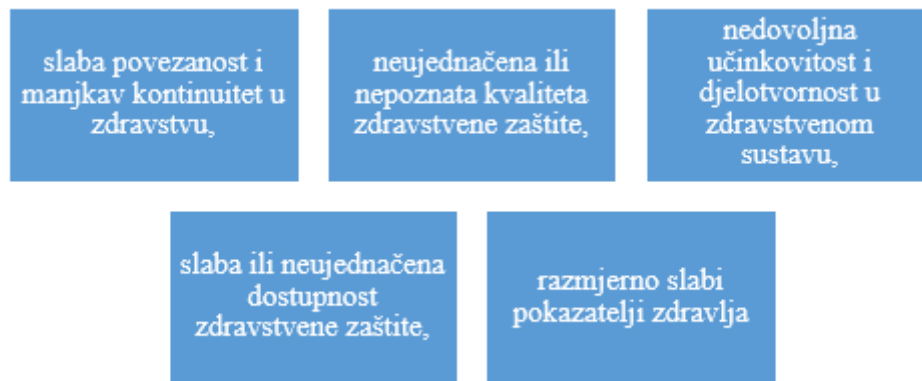 slaba povezanost i
manjkav kontinuitet u
zdravstvu,
neujednačena ili
nepoznata kvaliteta
zdravstvene zaštite,
nedovoljna
učinkovitost i
djelotvornost u
zdravstvenom
sustavu,
slaba ili neujednačena
dostupnost
zdravstvene zaštite,
razmjerno slabi
pokazatelji zdravlja